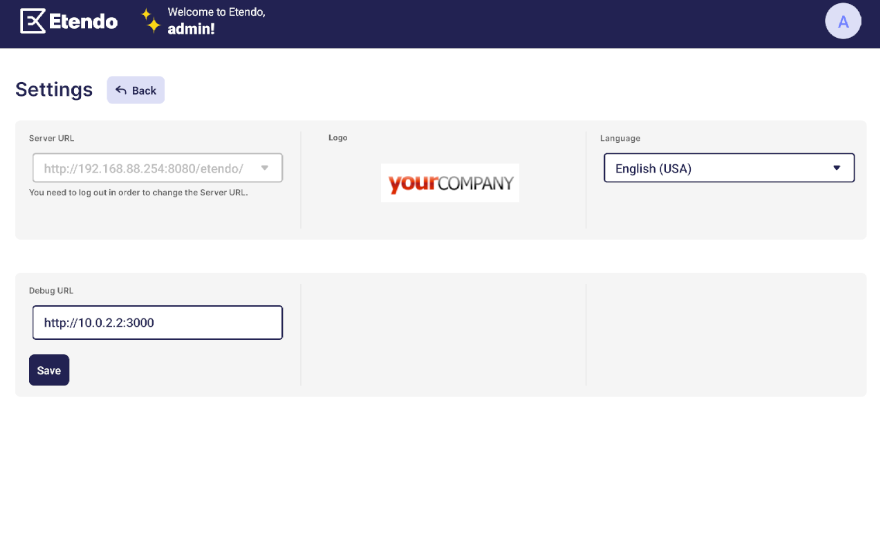 Etendo
Welcome to Etendo,
admin!
A
Settings
Back
Server URL
http://192.168.88.254:8080/etendo/
You need to log out in order to change the Server URL.
Logo
yourCOMPANY
Language
English (USA)
Debug URL
http://10.0.2.2:3000
Save